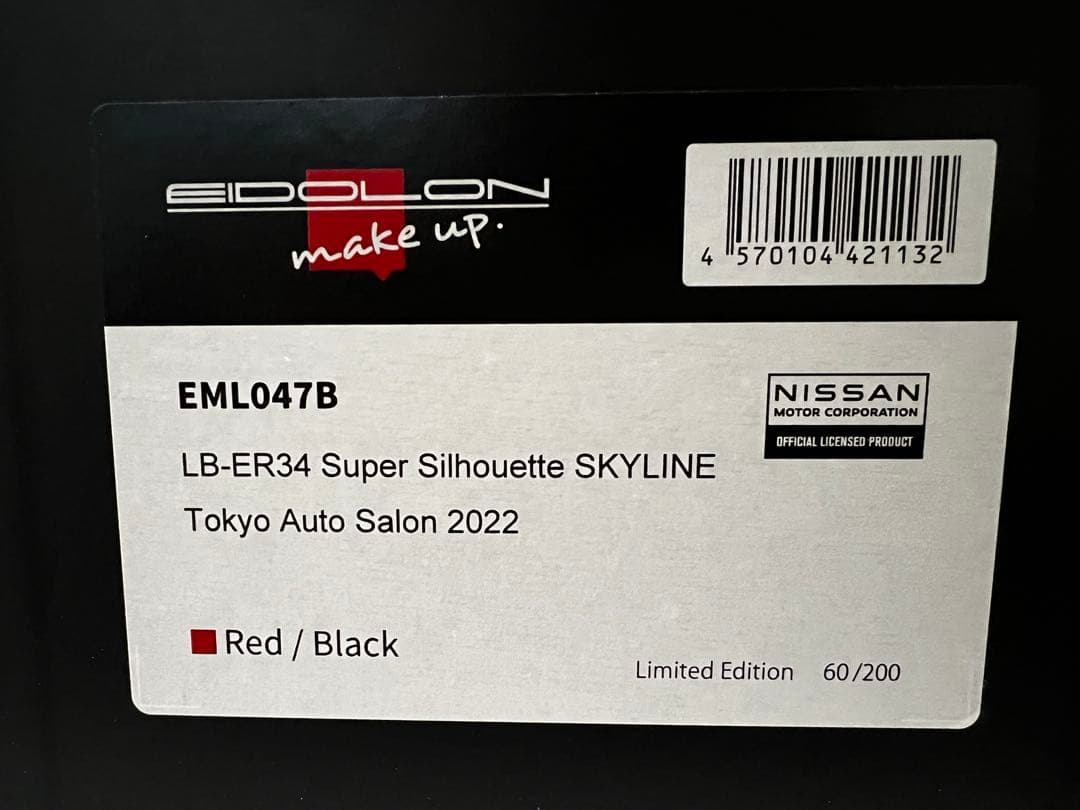 EIDOLON
make up.
4 570104 421132
EML047B
NISSAN
MOTOR CORPORATION
OFFICIAL LICENSED PRODUCT
LB-ER34 Super Silhouette SKYLINE
Tokyo Auto Salon 2022
Red / Black
Limited Edition 60/200